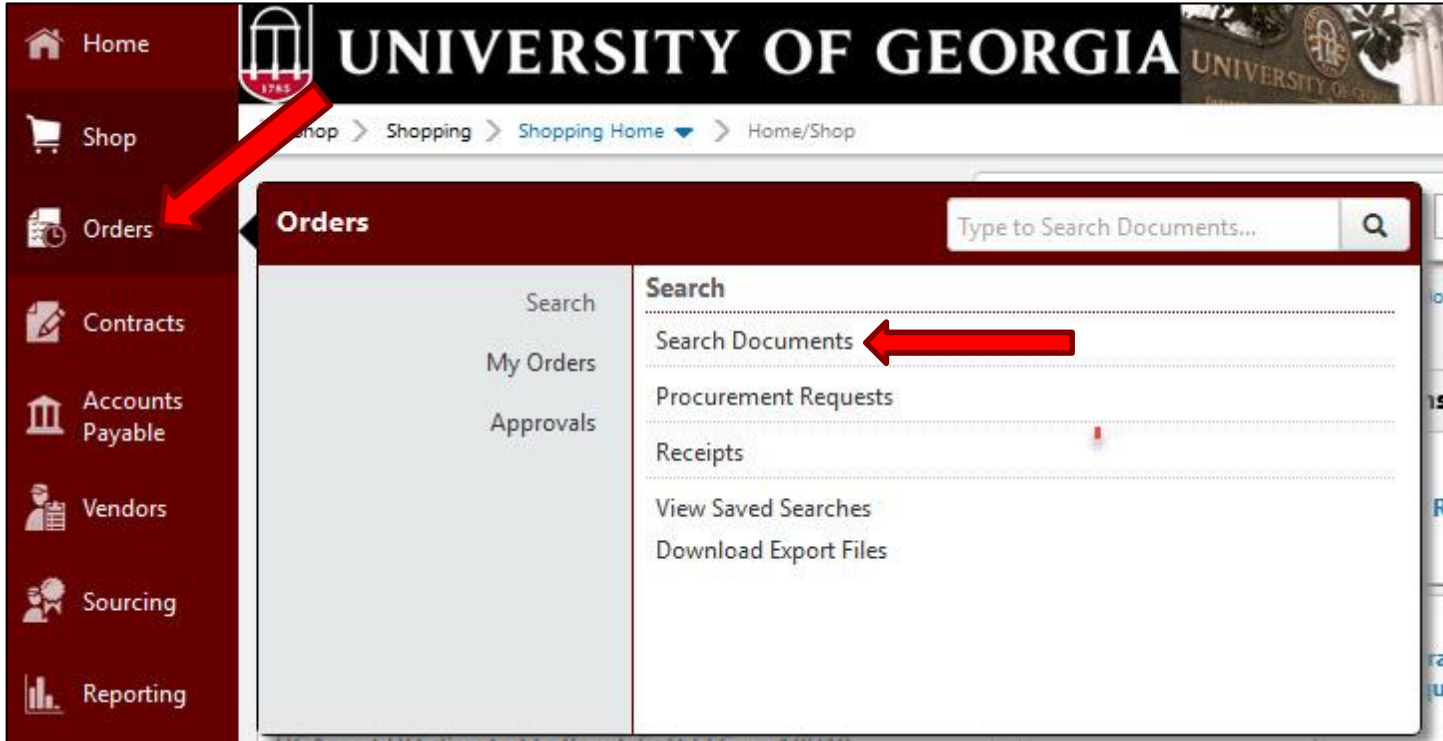 Home
Shop
Orders
Contracts
Accounts
Payable
Vendors
Sourcing
Reporting
UNIVERSITY OF GEORGIA
1785
UNIVERSITY OF
Shopping > Shopping Home > Home/Shop
Orders
Type to Search Documents...
Search
My Orders
Approvals
Search
Search Documents
Procurement Requests
Receipts
View Saved Searches
Download Export Files